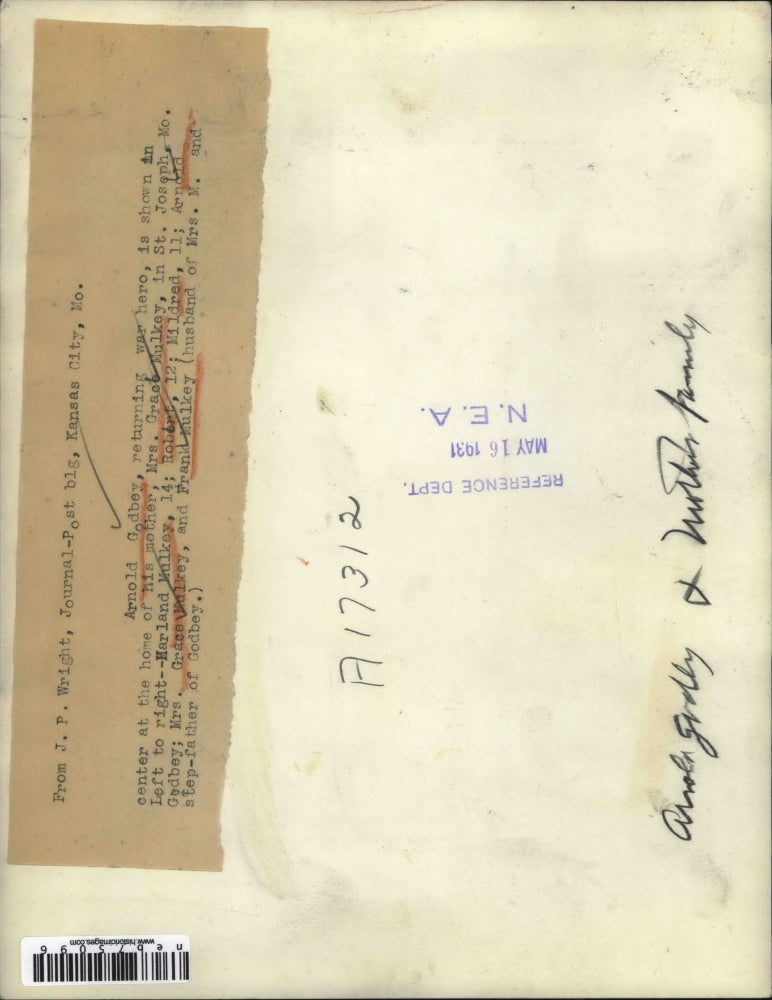 From J. P. Wright, Journal-Post blg, Kansas City, Mo.
Arnold Godbey, returning war hero, is shown in
center at the home of his mother, Mrs. Grace Mulkey, in St. Joseph, Mo.
Left to right--Harland Mulkey, 14; Robert, 12; Mildred, 11; Arnold
Godbey; Mrs. Grace Mulkey, and Frank Mulkey (husband of Mrs. M. and
step-father of Godbey.)
A17312
REFERENCE DEPT.
MAY 16 1931
N. E. A.
Arnold Godbey & Mother family
www.historicimages.com
neb75096